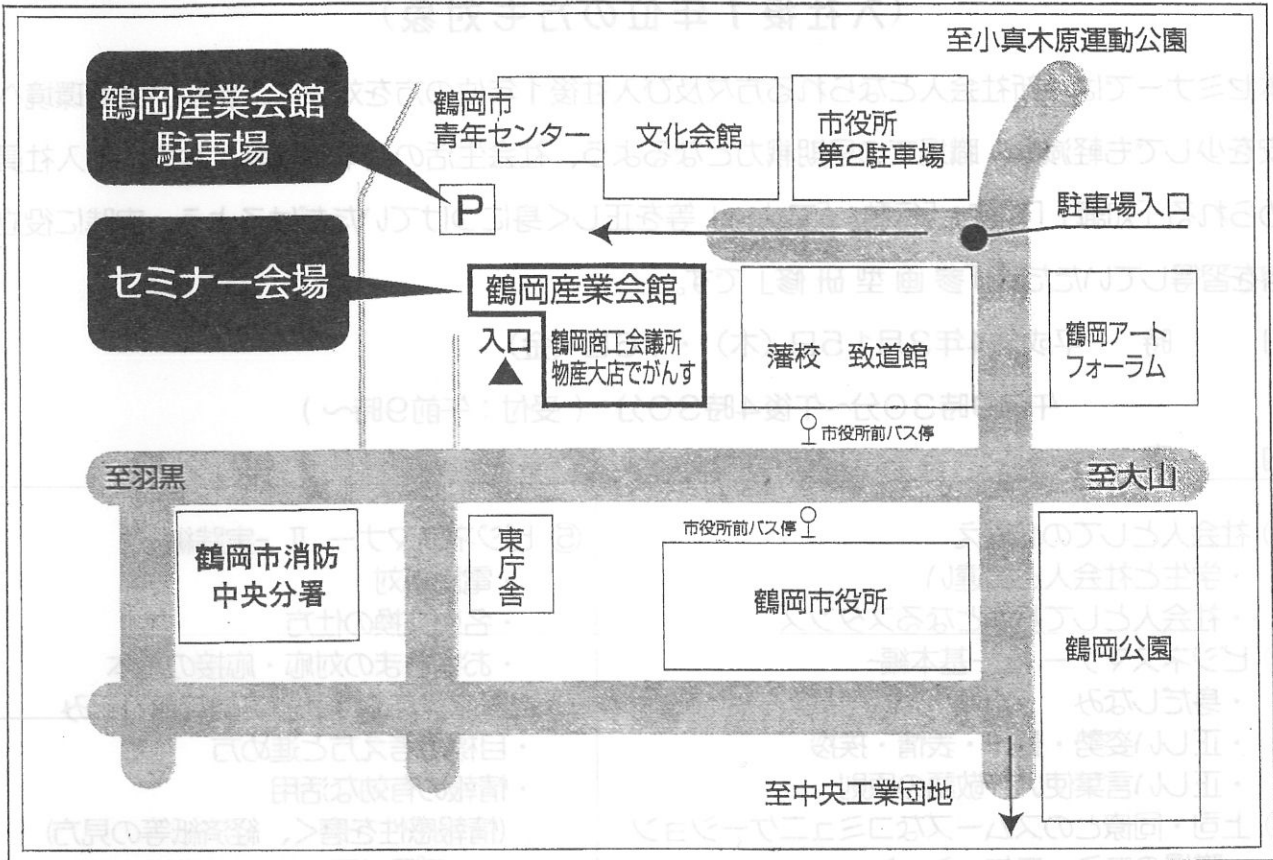 至小真木原運動公園
鶴岡産業会館
駐車場
鶴岡市
青年センター
文化会館
市役所
第2駐車場
P
駐車場入口
セミナー会場
鶴岡産業会館
入口
鶴岡商工会議所
物産大店でがんす
藩校 致道館
鶴岡アート
フォーラム
市役所前バス停
至羽黒
至大山
市役所前バス停
鶴岡市消防
中央分署
東庁舎
鶴岡市役所
鶴岡公園
至中央工業団地